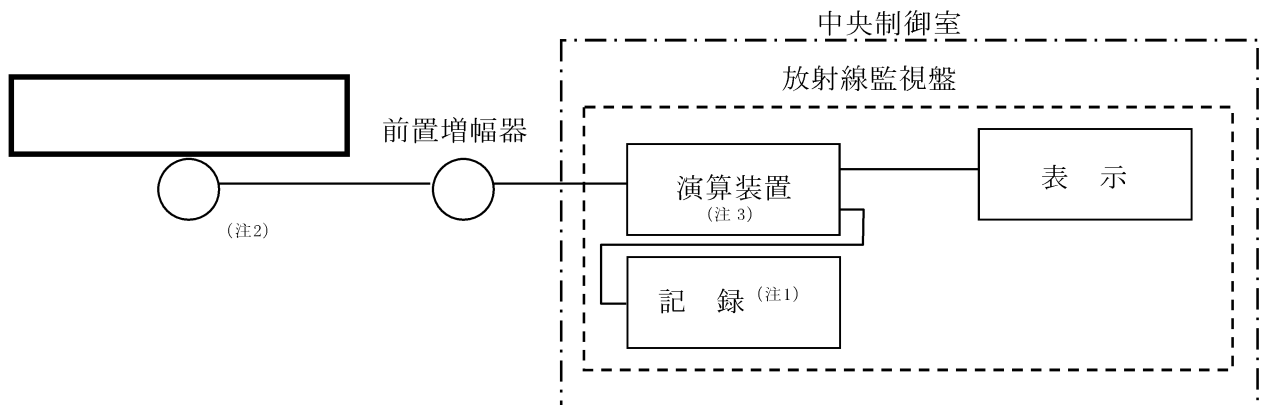 中央制御室
放射線監視盤
前置増幅器
演算装置
(注 3)
表 示
(注2)
記 録 (注1)